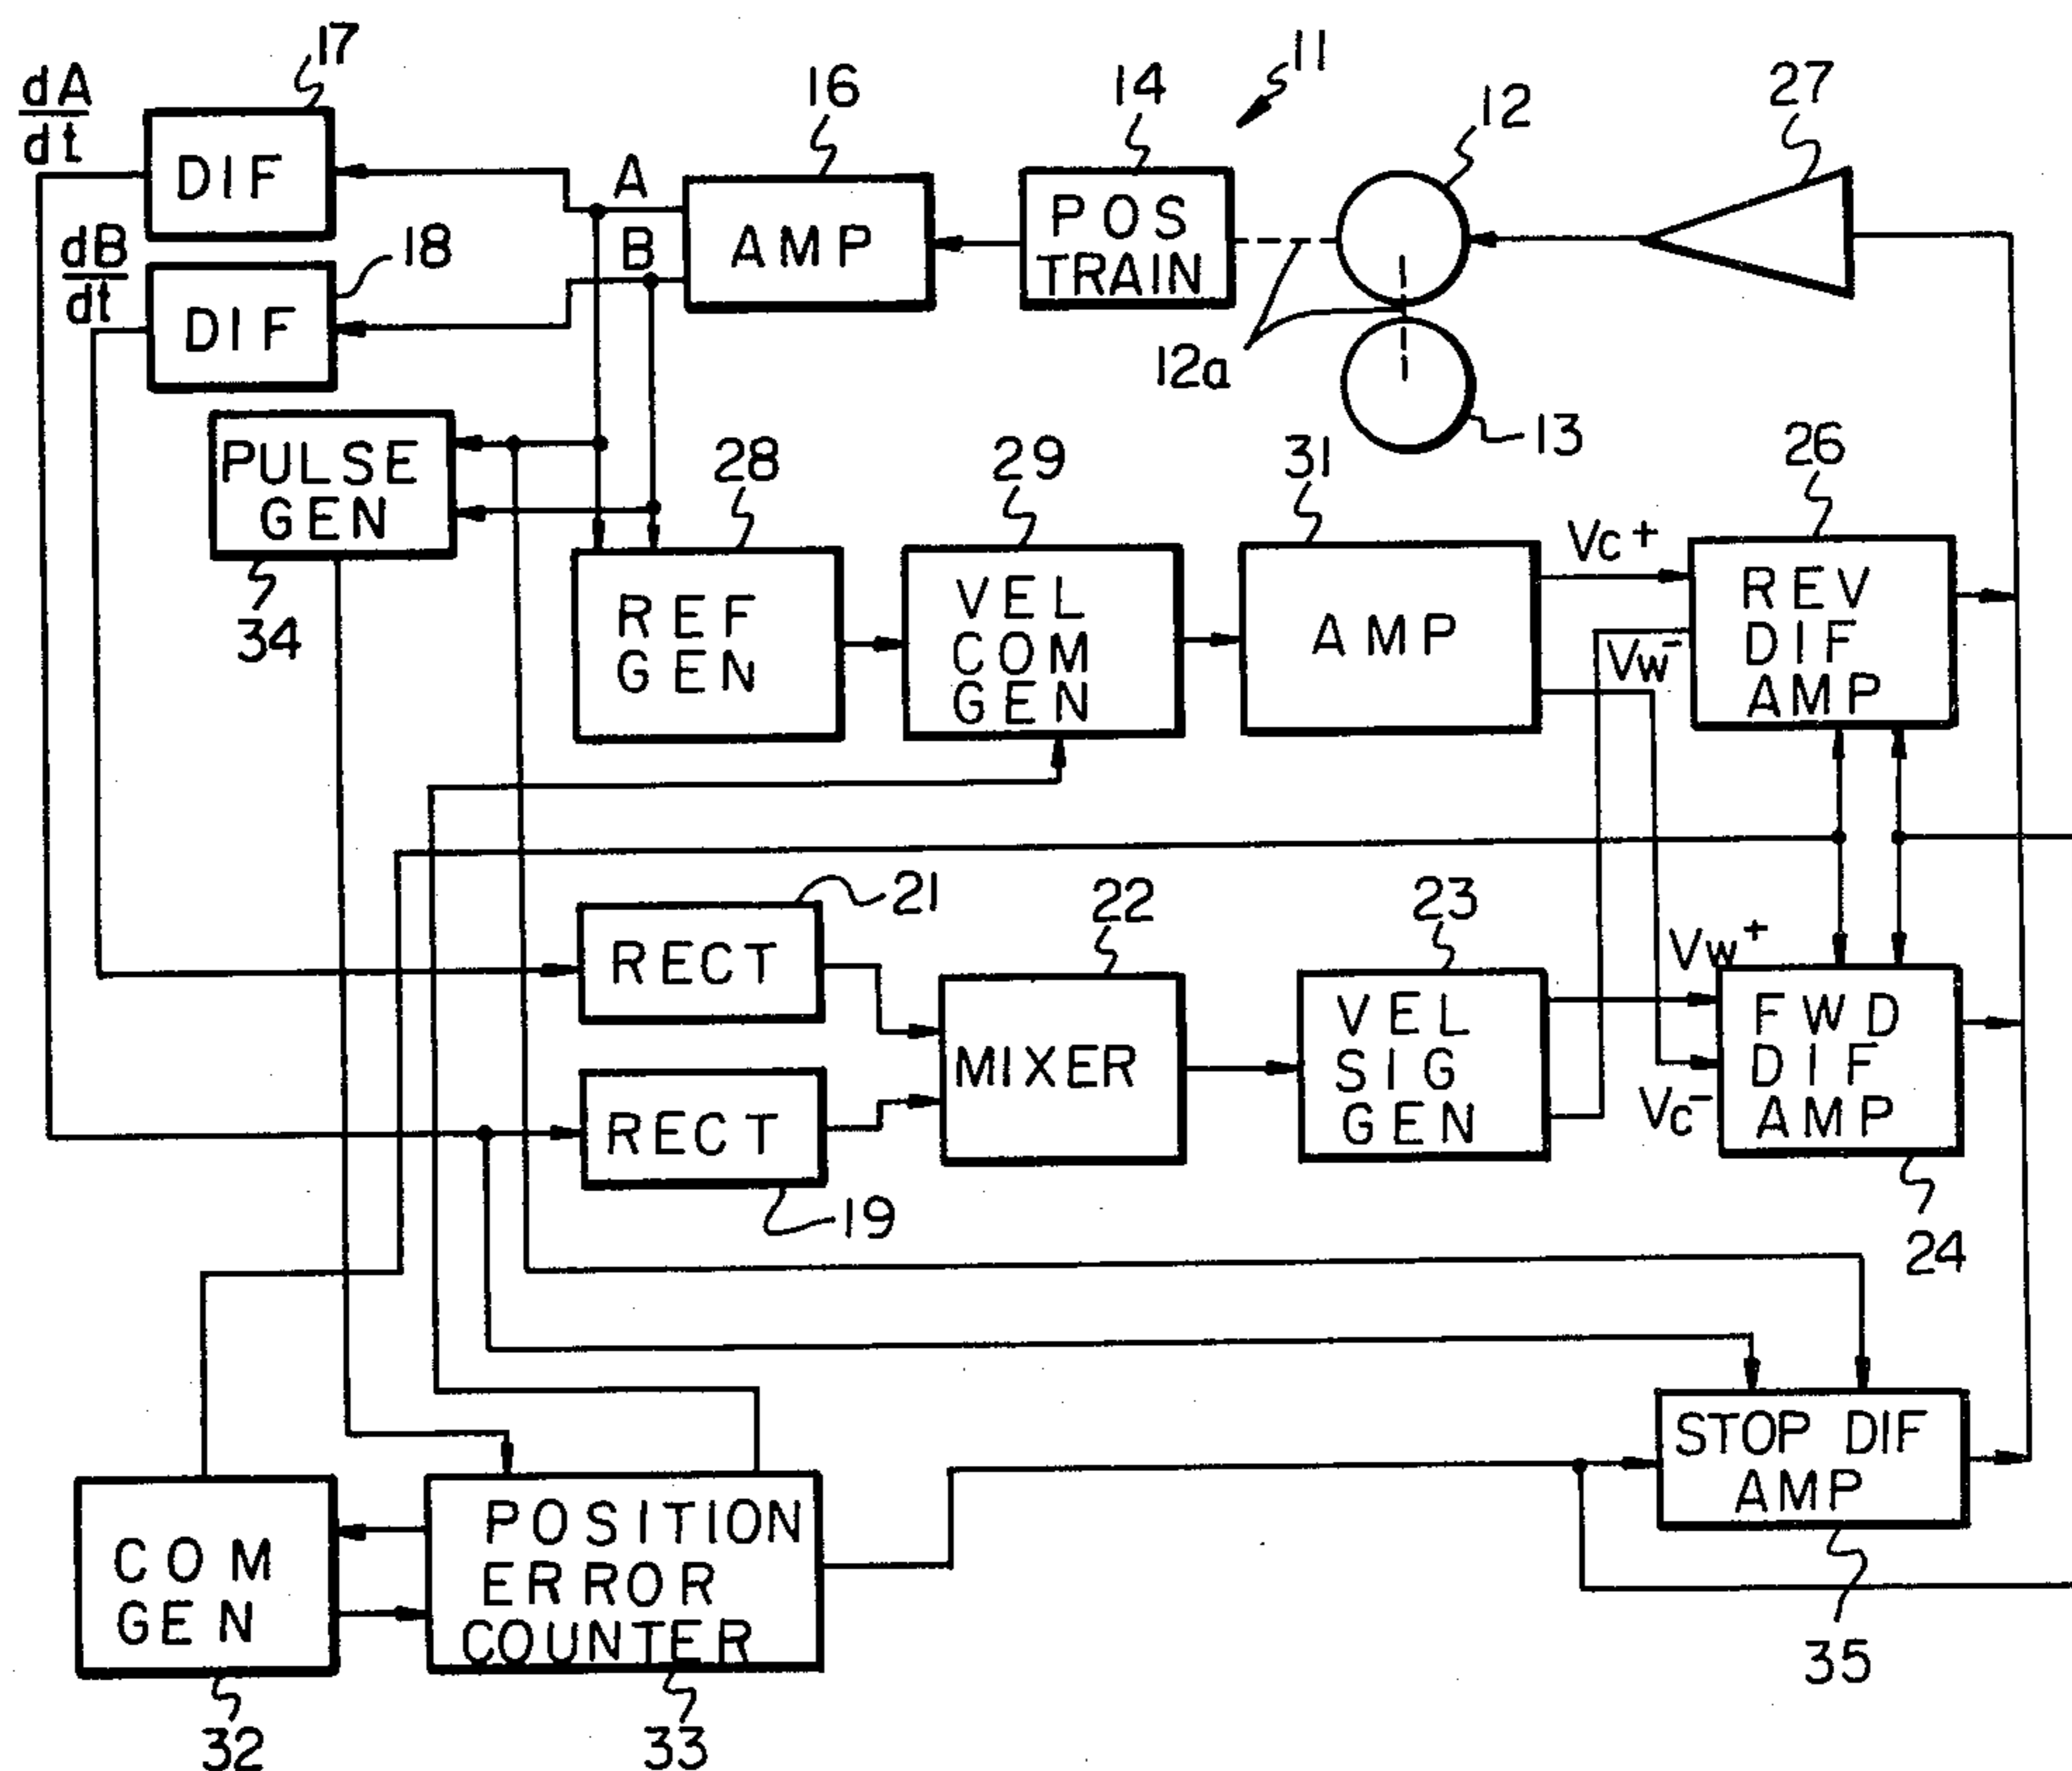 17
dA
dt
DIF
A
16
AMP
14
POS
TRAIN
11
12
27
dB
dt
18
DIF
B
12a
13
PULSE
GEN
34
28
REF
GEN
29
VEL
COM
GEN
31
AMP
Vc+
Vw-
26
REV
DIF
AMP
21
RECT
22
MIXER
23
VEL
SIG
GEN
Vw+
Vc-
FWD
DIF
AMP
24
RECT
19
COM
GEN
32
POSITION
ERROR
COUNTER
33
STOP DIF
AMP
35